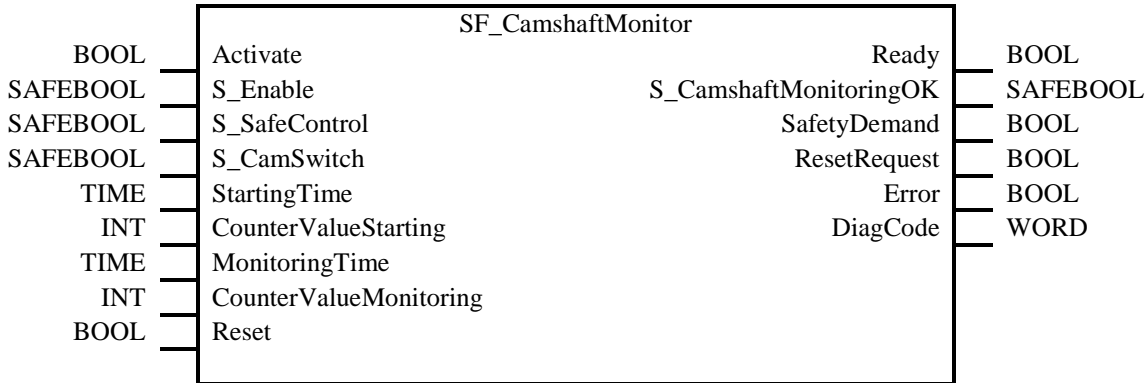 SF_CamshaftMonitor
BOOL Activate Ready BOOL
SAFEBOOL S_Enable S_CamshaftMonitoringOK SAFEBOOL
SAFEBOOL S_SafeControl SafetyDemand BOOL
SAFEBOOL S_CamSwitch ResetRequest BOOL
TIME StartingTime Error BOOL
INT CounterValueStarting DiagCode WORD
TIME MonitoringTime
INT CounterValueMonitoring
BOOL Reset